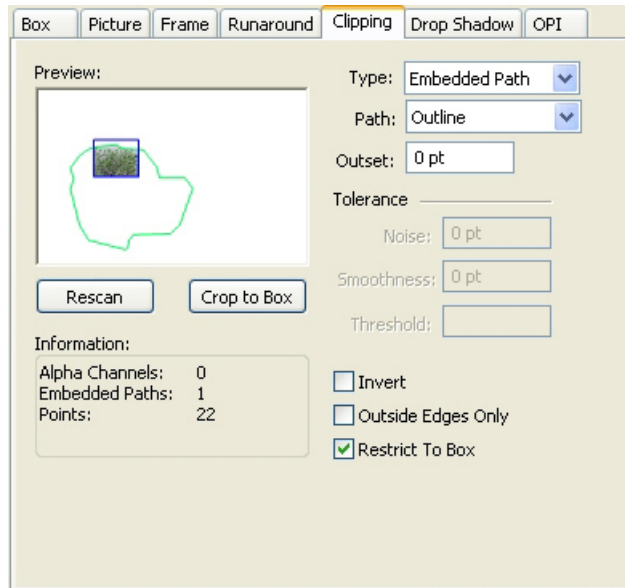 Box Picture Frame Runaround Clipping Drop Shadow OPI
Preview:
Type: Embedded Path
Path: Outline
Outset: 0 pt
Tolerance
Noise: 0 pt
Smoothness: 0 pt
Threshold:
Rescan Crop to Box
Information:
Alpha Channels: 0
Embedded Paths: 1
Points: 22
Invert
Outside Edges Only
Restrict To Box